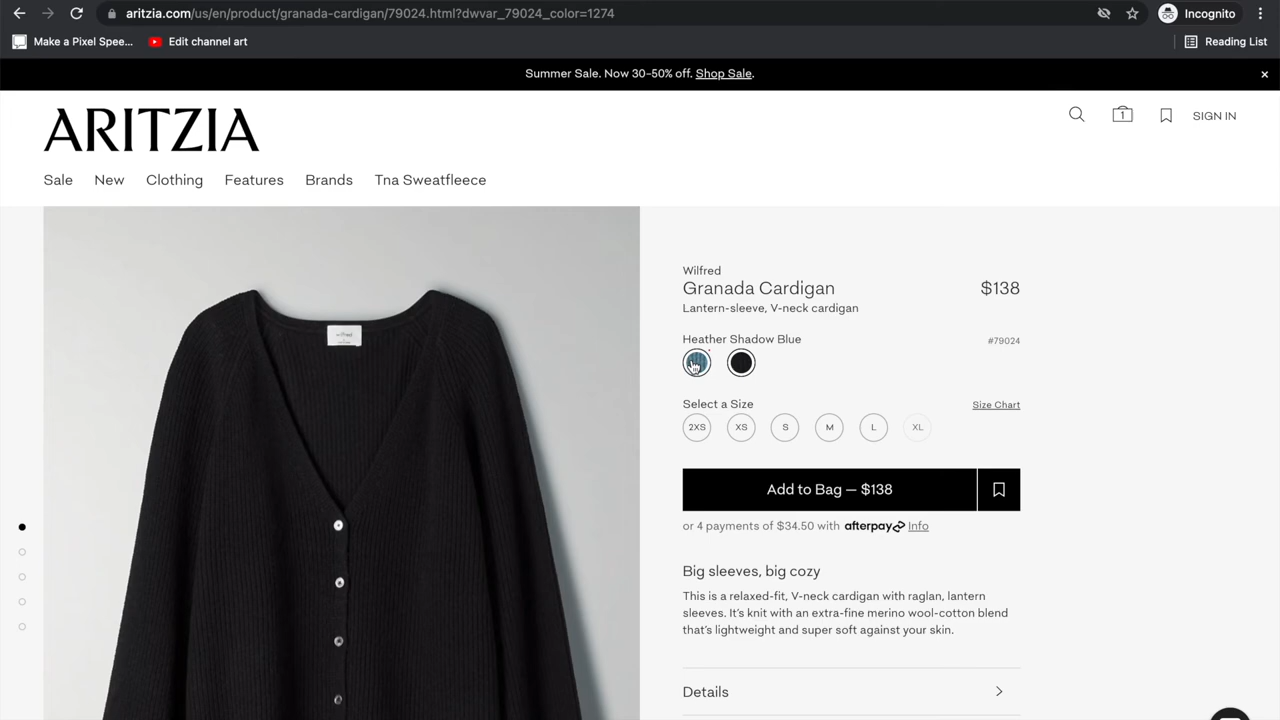 aritzia.com/us/en/product/granada-cardigan/79024.html?dwvar_79024_color=1274
Incognito
Make a Pixel Spee...
Edit channel art
Reading List
Summer Sale. Now 30-50% off. Shop Sale.
ARITZIA
1
SIGN IN
Sale New Clothing Features Brands Tna Sweatfleece
Wilfred
Granada Cardigan $138
Lantern-sleeve, V-neck cardigan
Heather Shadow Blue #79024
Select a Size Size Chart
2XS XS S M L XL
Add to Bag — $138
or 4 payments of $34.50 with afterpay Info
Big sleeves, big cozy
This is a relaxed-fit, V-neck cardigan with raglan, lantern
sleeves. It's knit with an extra-fine merino wool-cotton blend
that's lightweight and super soft against your skin.
Details